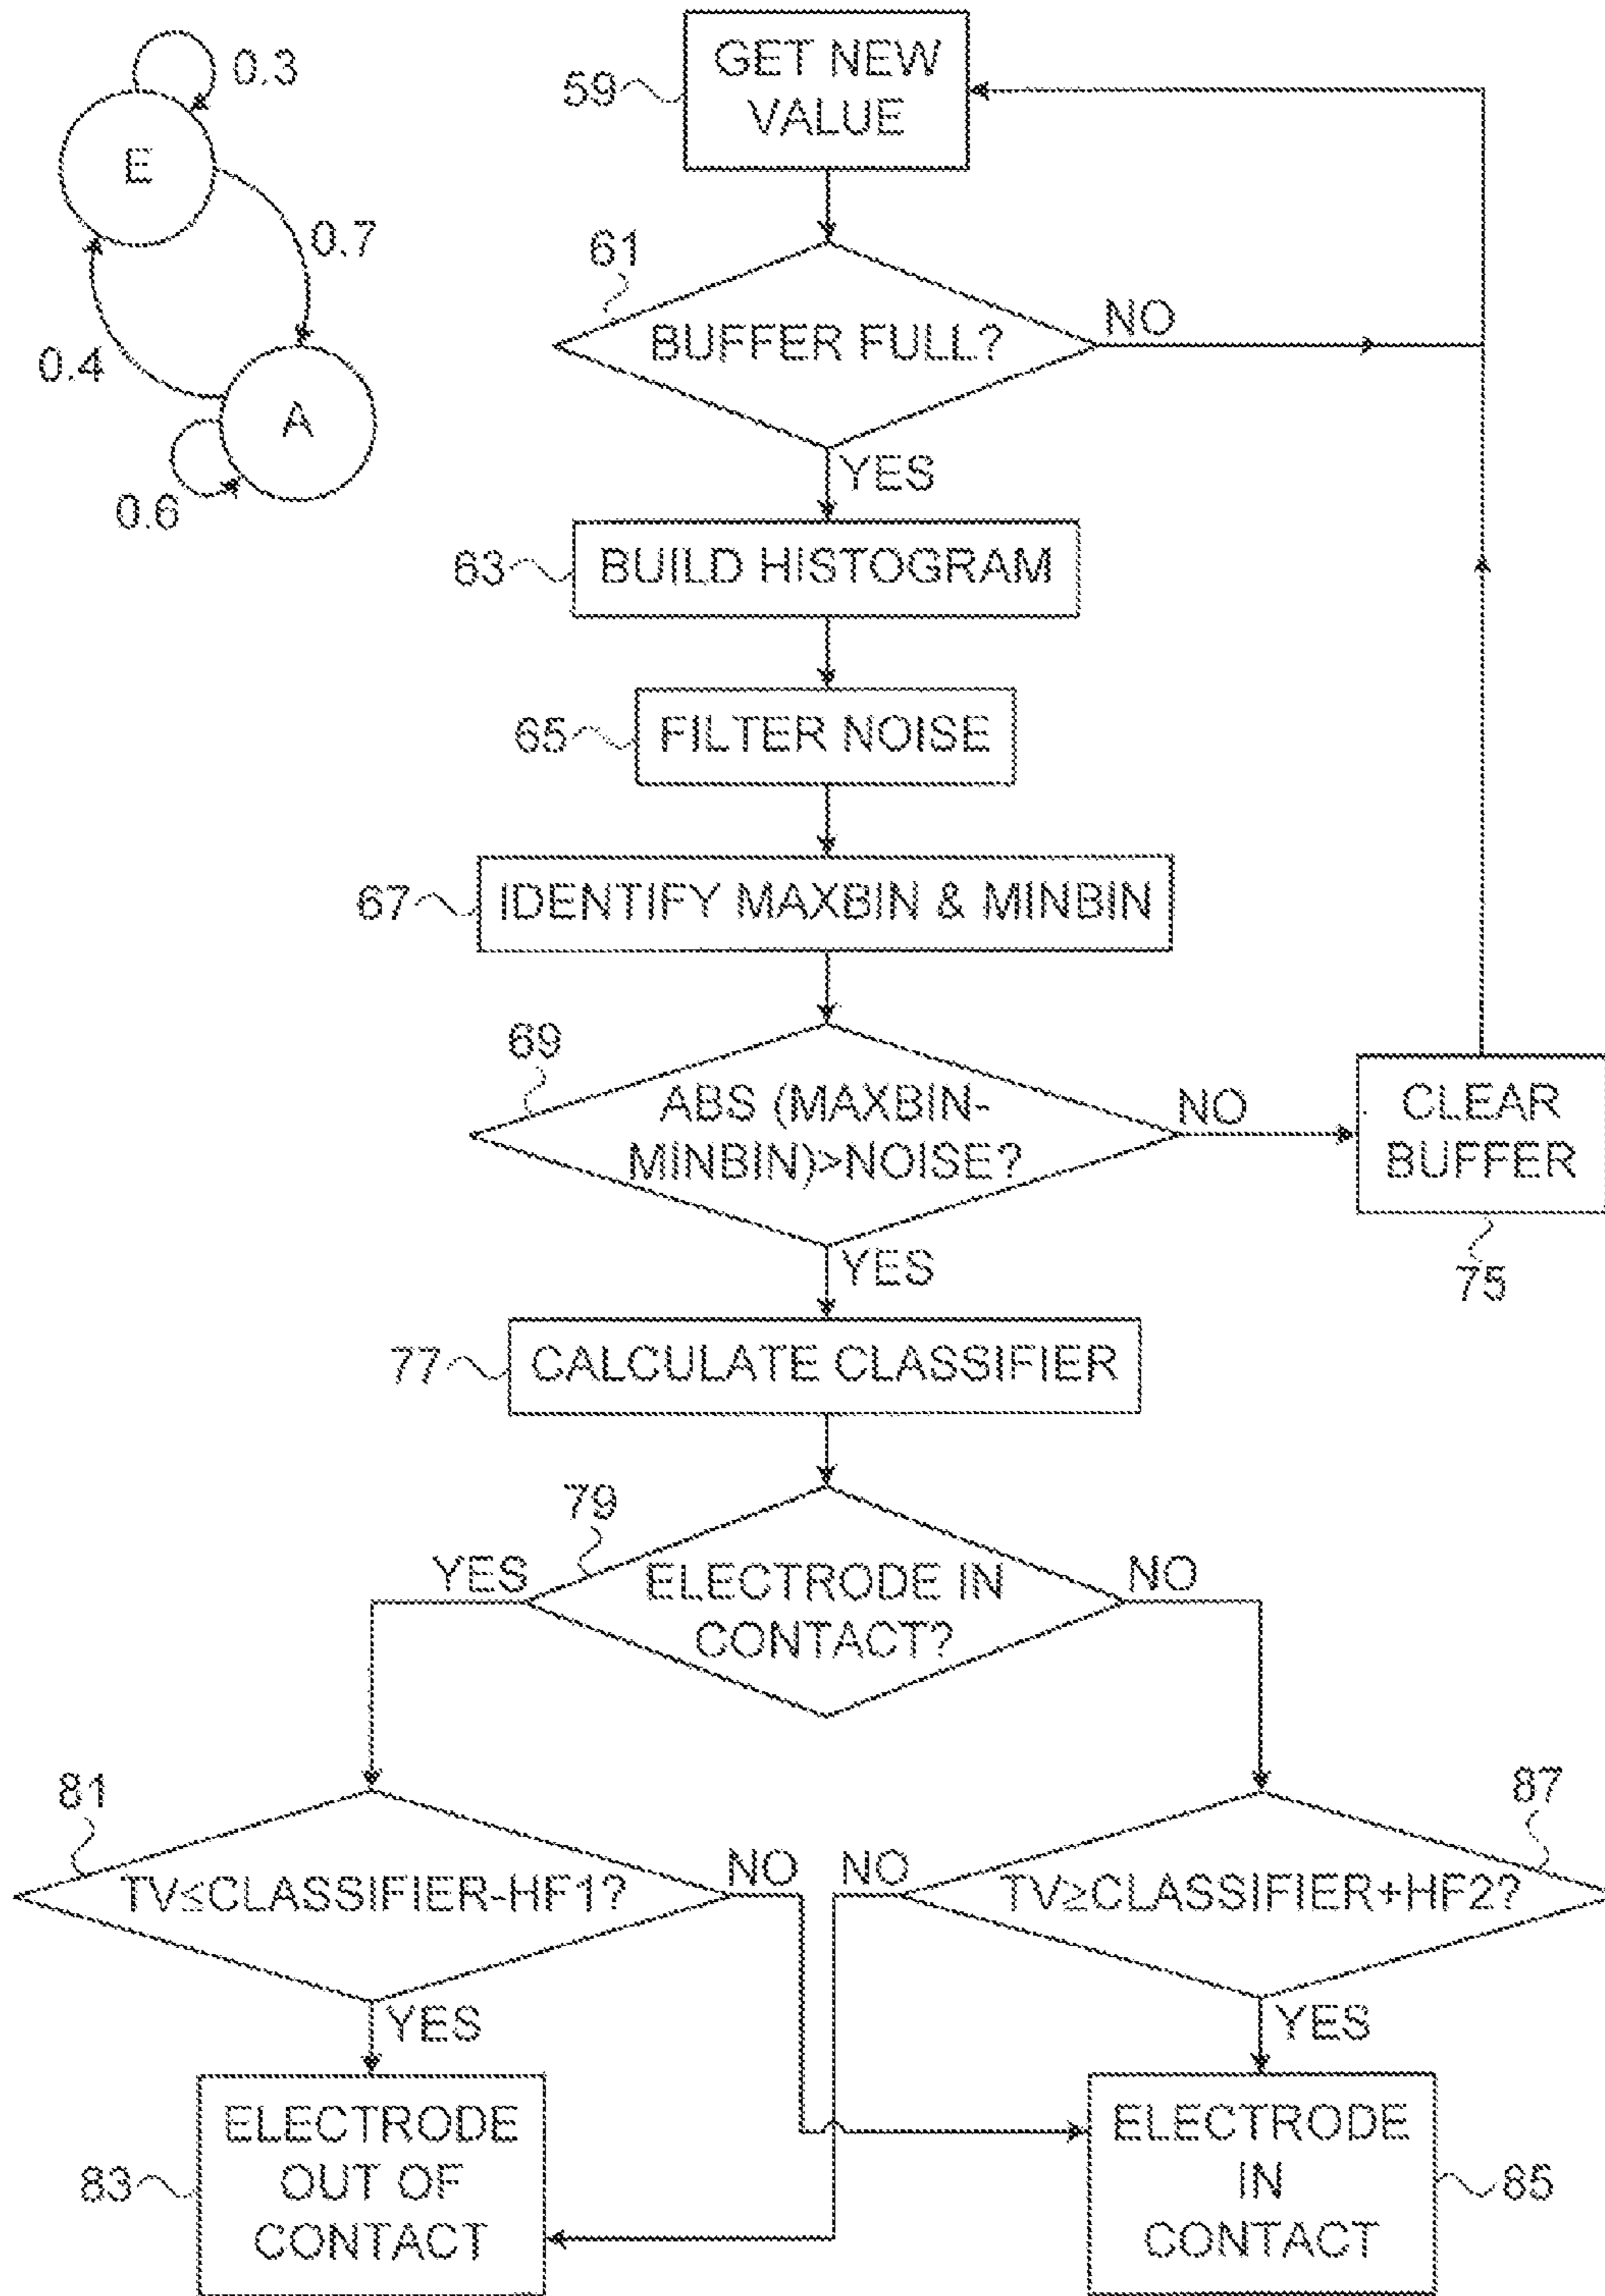 0.3
E
0.7
0.4
A
0.6
59
GET NEW
VALUE
61
BUFFER FULL?
NO
YES
63
BUILD HISTOGRAM
65
FILTER NOISE
67
IDENTIFY MAXBIN & MINBIN
69
ABS (MAXBIN-
MINBIN)>NOISE?
NO
CLEAR
BUFFER
75
YES
77
CALCULATE CLASSIFIER
79
YES
ELECTRODE IN
CONTACT?
NO
81
TV≤CLASSIFIER-HF1?
NO
NO
87
TV≥CLASSIFIER+HF2?
YES
YES
83
ELECTRODE
OUT OF
CONTACT
ELECTRODE
IN
CONTACT
85